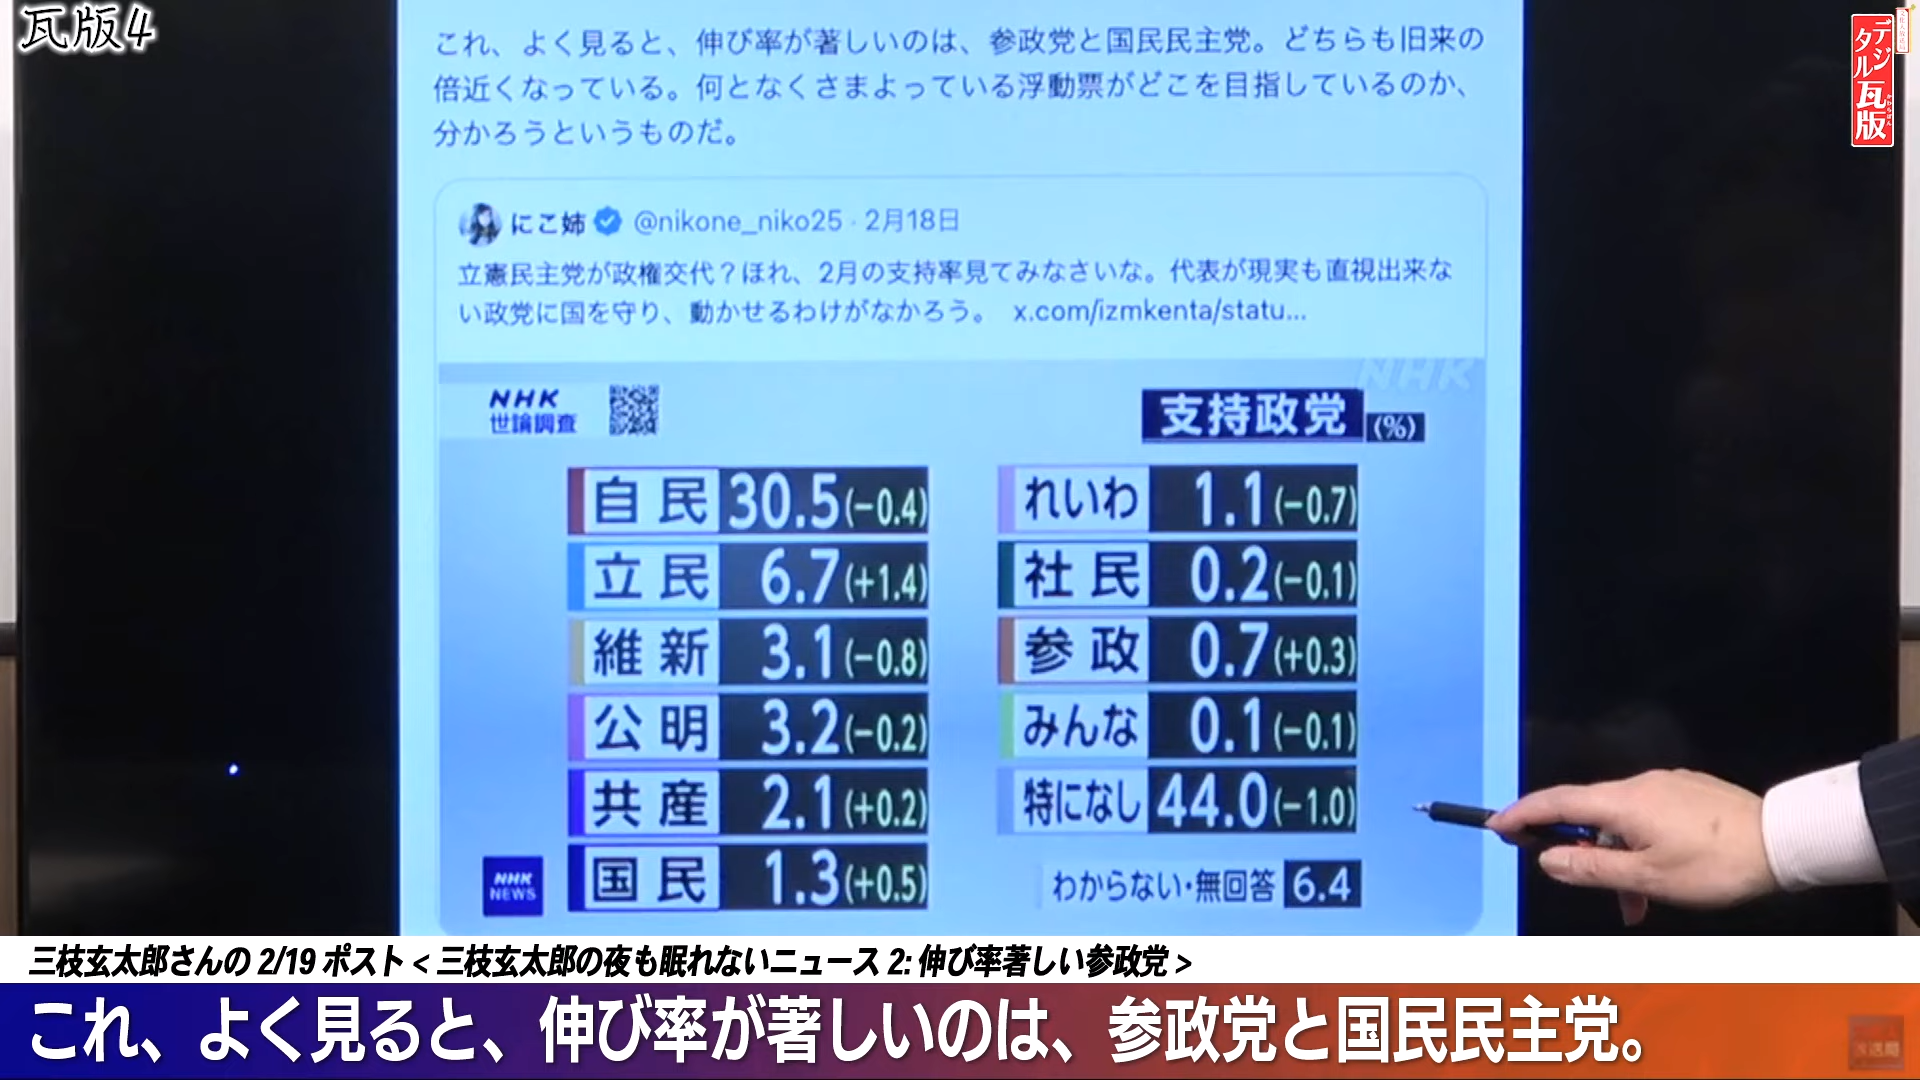 瓦版4
デジタル瓦版
これ、よく見ると、伸び率が著しいのは、参政党と国民民主党。どちらも旧来の
倍近くなっている。何となくさまよっている浮動票がどこを目指しているのか、
分かろうというものだ。
にこ姉 @nikone_niko25・2月18日
立憲民主党が政権交代？ほれ、2月の支持率見てみなさいな。代表が現実も直視出来な
い政党に国を守り、動かせるわけがなかろう。 x.com/izmkenta/statu...
NHK
NHK
世論調査
支持政党 (%)
自民 30.5(-0.4)
立民 6.7(+1.4)
維新 3.1(-0.8)
公明 3.2(-0.2)
共産 2.1(+0.2)
国民 1.3(+0.5)
れいわ 1.1(-0.7)
社民 0.2(-0.1)
参政 0.7(+0.3)
みんな 0.1(-0.1)
特になし 44.0(-1.0)
わからない・無回答 6.4
NHK
NEWS
三枝玄太郎さんの 2/19 ポスト < 三枝玄太郎の夜も眠れないニュース 2: 伸び率著しい参政党 >
これ、よく見ると、伸び率が著しいのは、参政党と国民民主党。